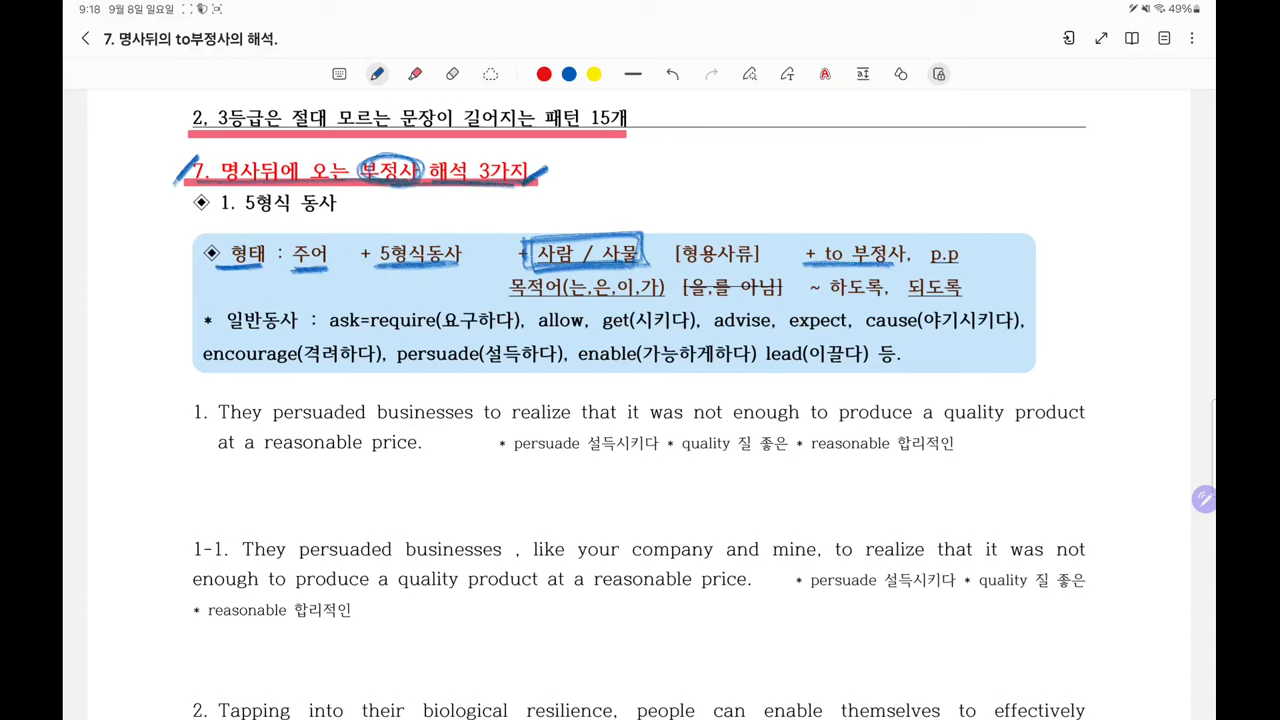 9:18 9월 8일 일요일 49%
7. 명사뒤의 to부정사의 해석.
2, 3등급은 절대 모르는 문장이 길어지는 패턴 15개
7. 명사뒤에 오는 부정사 해석 3가지
◈ 1. 5형식 동사
◈ 형태 : 주어 + 5형식동사 + 사람 / 사물 [형용사류] + to 부정사, p.p
목적어(는,은,이,가) [을,를 아님] ~ 하도록, 되도록
* 일반동사 : ask=require(요구하다), allow, get(시키다), advise, expect, cause(야기시키다),
encourage(격려하다), persuade(설득하다), enable(가능하게하다) lead(이끌다) 등.
1. They persuaded businesses to realize that it was not enough to produce a quality product
at a reasonable price. * persuade 설득시키다 * quality 질 좋은 * reasonable 합리적인
1-1. They persuaded businesses , like your company and mine, to realize that it was not
enough to produce a quality product at a reasonable price. * persuade 설득시키다 * quality 질 좋은
* reasonable 합리적인
2. Tapping into their biological resilience, people can enable themselves to effectively